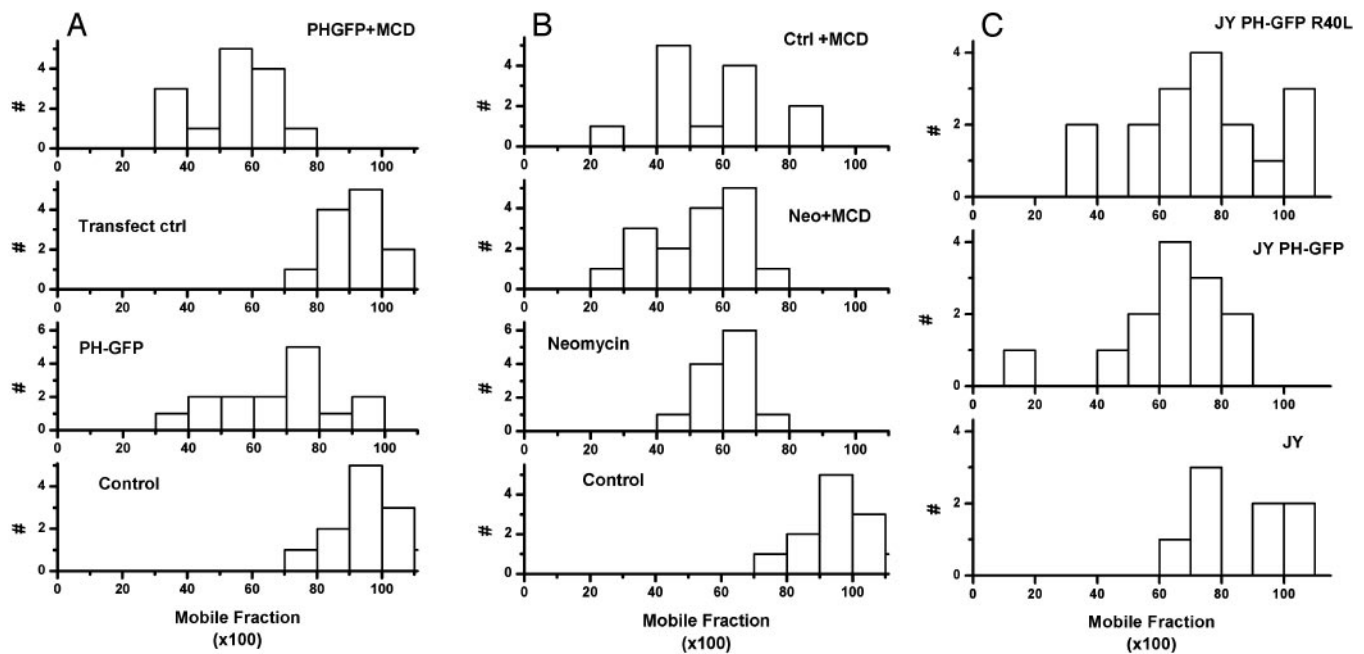 A
PHGFP+MCD
#
4
2
0
0 20 40 60 80 100
Transfect ctrl
#
4
2
0
0 20 40 60 80 100
PH-GFP
#
6
4
2
0
0 20 40 60 80 100
Control
#
4
2
0
0 20 40 60 80 100
Mobile Fraction
(x100)
B
Ctrl +MCD
#
4
2
0
0 20 40 60 80 100
Neo+MCD
#
4
2
0
0 20 40 60 80 100
Neomycin
#
6
4
2
0
0 20 40 60 80 100
Control
#
4
2
0
0 20 40 60 80 100
Mobile Fraction
(x100)
C
JY PH-GFP R40L
#
4
2
0
0 20 40 60 80 100
JY PH-GFP
#
4
2
0
0 20 40 60 80 100
JY
#
4
2
0
0 20 40 60 80 100
Mobile Fraction
(x100)